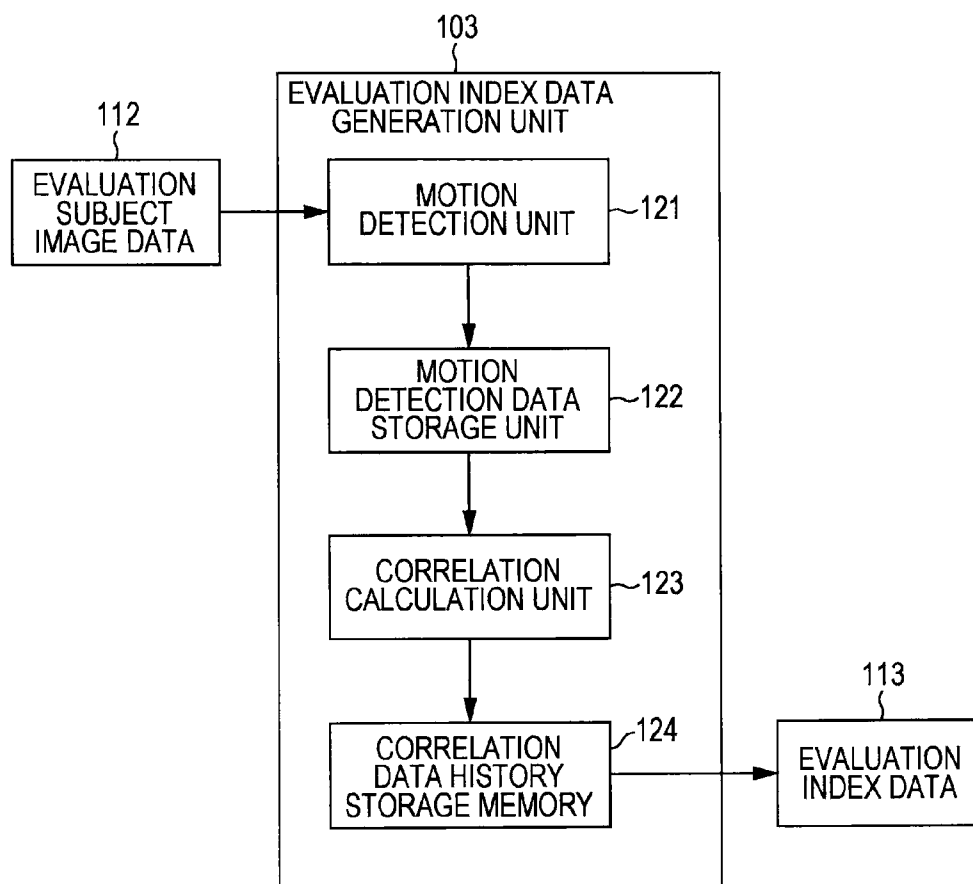 103
EVALUATION INDEX DATA
GENERATION UNIT
112
EVALUATION
SUBJECT
IMAGE DATA
MOTION
DETECTION UNIT
121
MOTION
DETECTION DATA
STORAGE UNIT
122
CORRELATION
CALCULATION UNIT
123
CORRELATION
DATA HISTORY
STORAGE MEMORY
124
113
EVALUATION
INDEX DATA